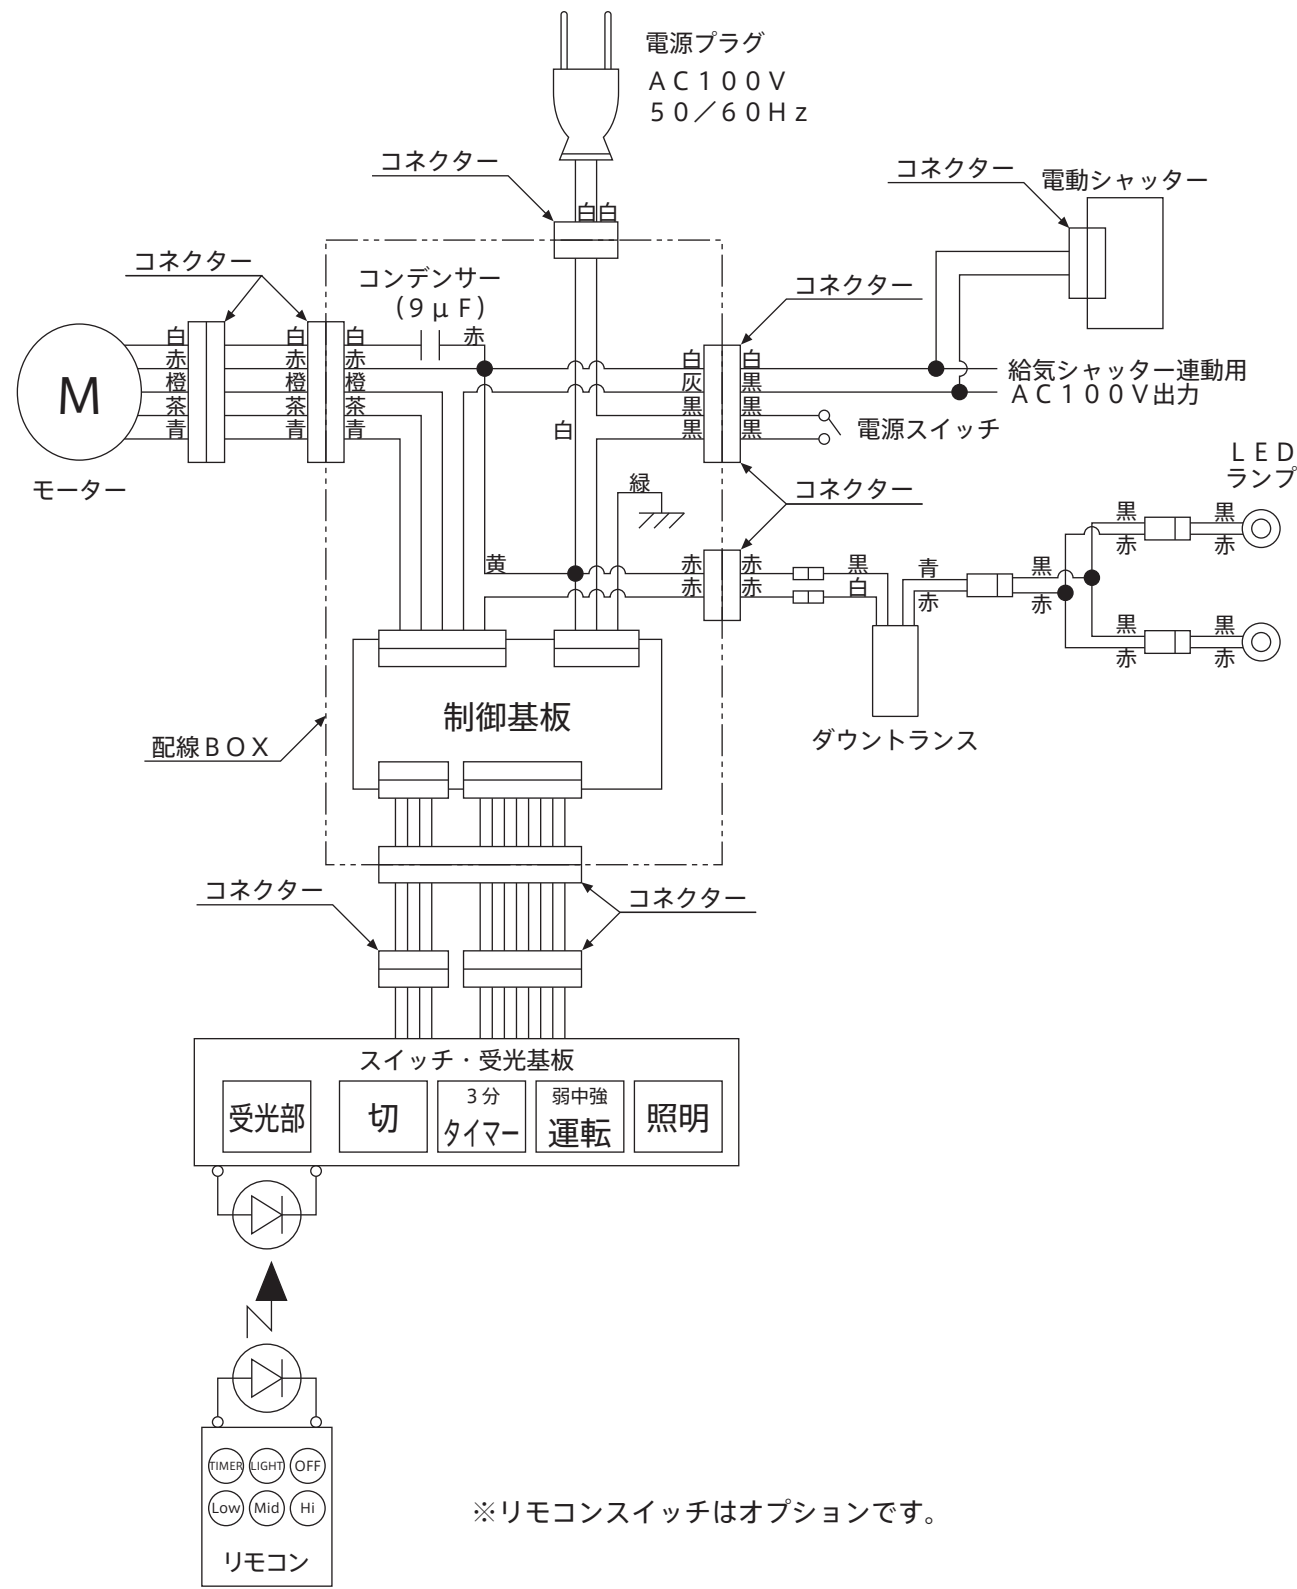 電源プラグ
AC100V
50/60Hz
コネクター
コネクター
電動シャッター
白白
コネクター
コンデンサー
(9μF)
コネクター
白 白 白 赤
赤 赤 赤 白 白
橙 橙 橙 灰 黒
茶 茶 茶 黒 黒
青 青 青 白 黒 黒
M
モーター
給気シャッター連動用
AC100V出力
電源スイッチ
LED
ランプ
緑
コネクター
黒 黒
赤 赤
黄 赤 赤 黒 青 黒
赤 赤 白 赤 赤
黒 黒
赤 赤
制御基板
配線BOX
ダウントランス
コネクター
コネクター
スイッチ・受光基板
受光部
切
3分
タイマー
弱中強
運転
照明
TIMER LIGHT OFF
Low Mid Hi
リモコン
※リモコンスイッチはオプションです。